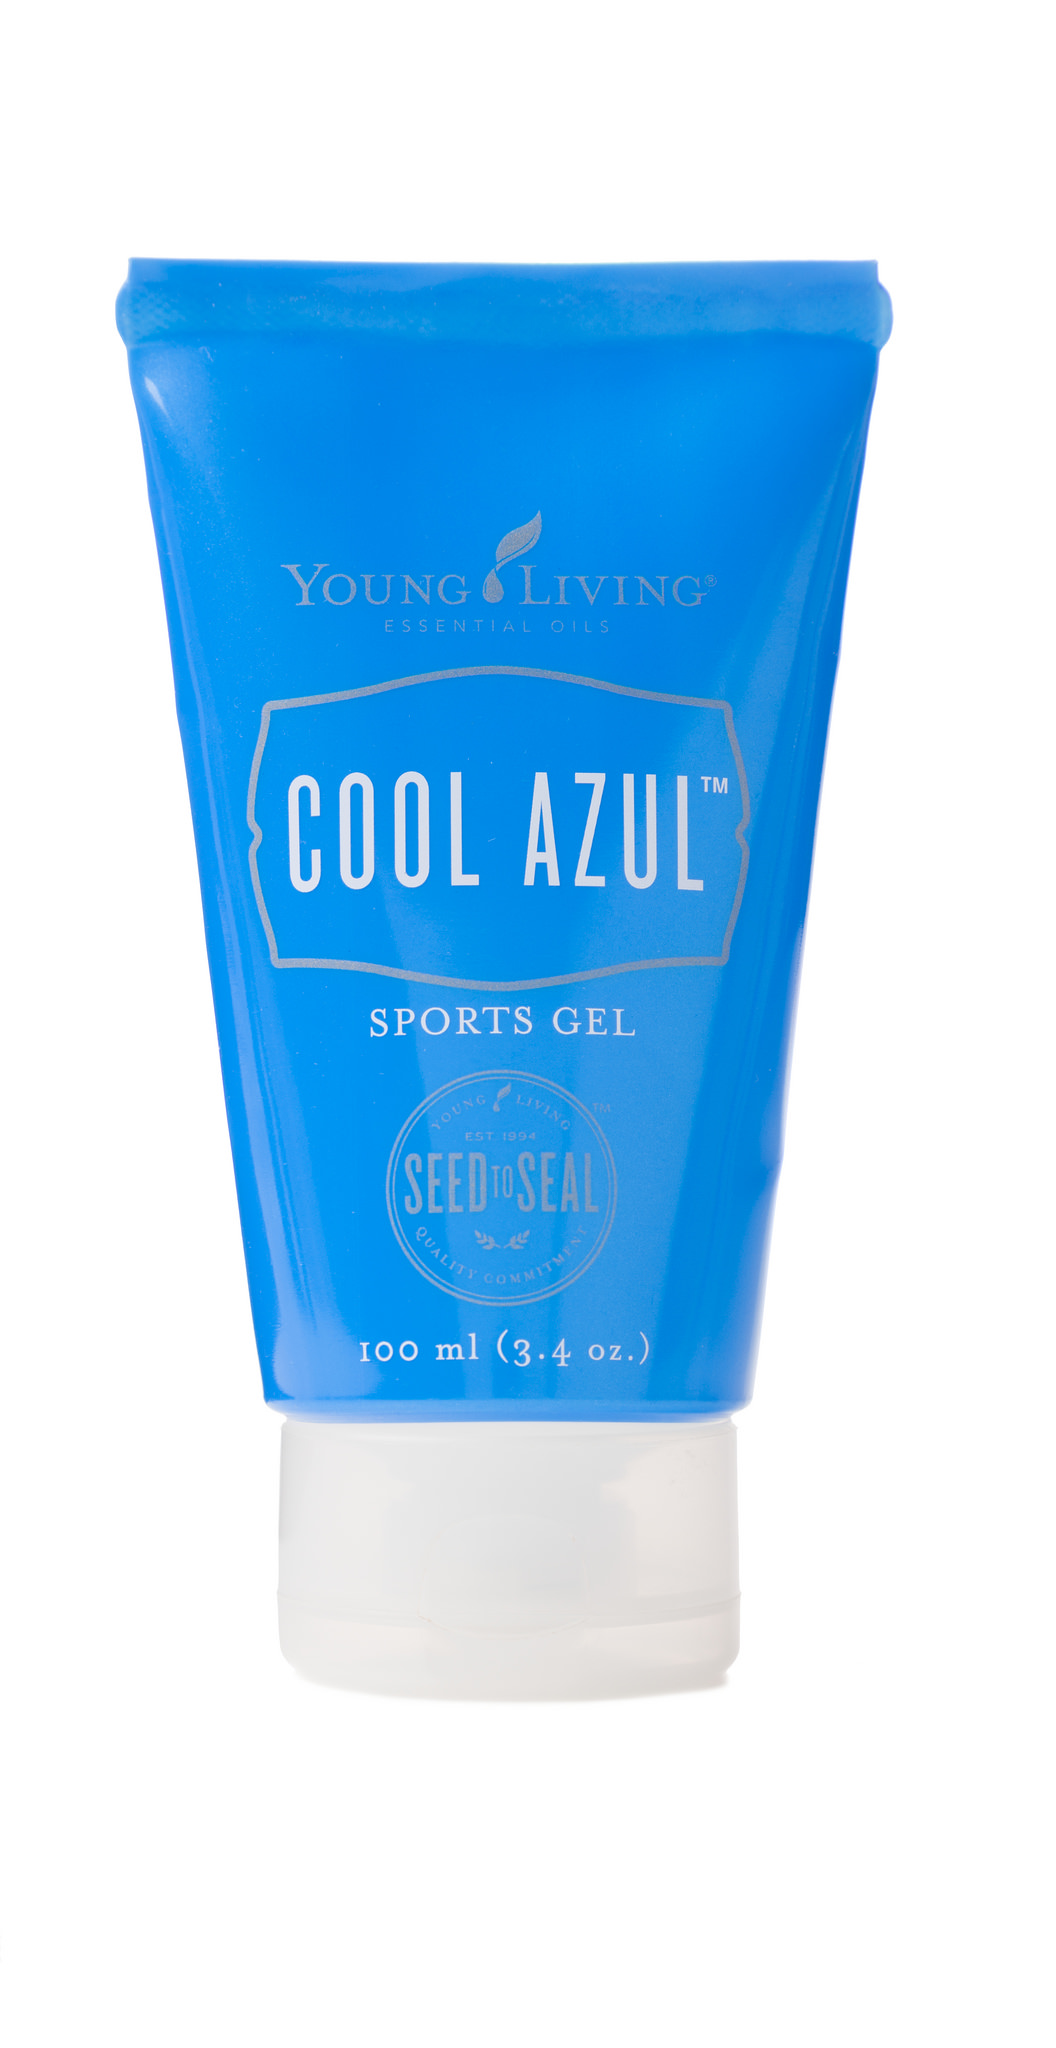 YOUNG LIVING®
ESSENTIAL OILS
COOL AZUL™
SPORTS GEL
YOUNG LIVING ™
EST 1994
SEED TO SEAL
QUALITY COMMITMENT
100 ml (3.4 oz.)